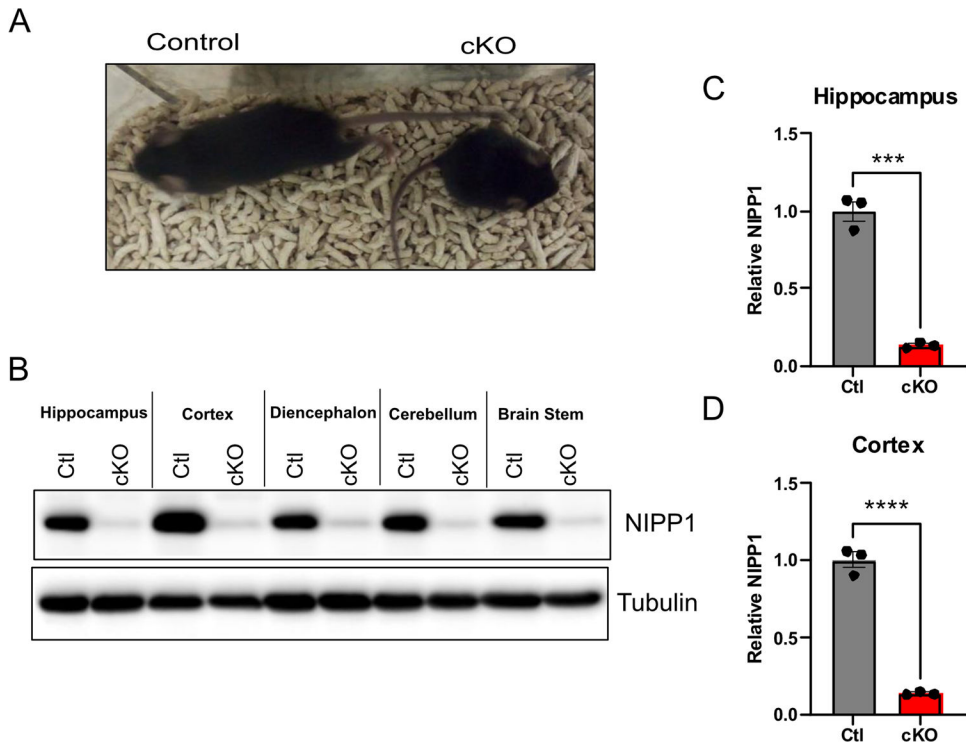 A
Control cKO
B
Hippocampus Cortex Diencephalon Cerebellum Brain Stem
Ctl cKO Ctl cKO Ctl cKO Ctl cKO Ctl cKO
NIPP1
Tubulin
C
Hippocampus
Relative NIPP1
1.5
1.0
0.5
0.0
***
Ctl cKO
D
Cortex
Relative NIPP1
1.5
1.0
0.5
0.0
****
Ctl cKO